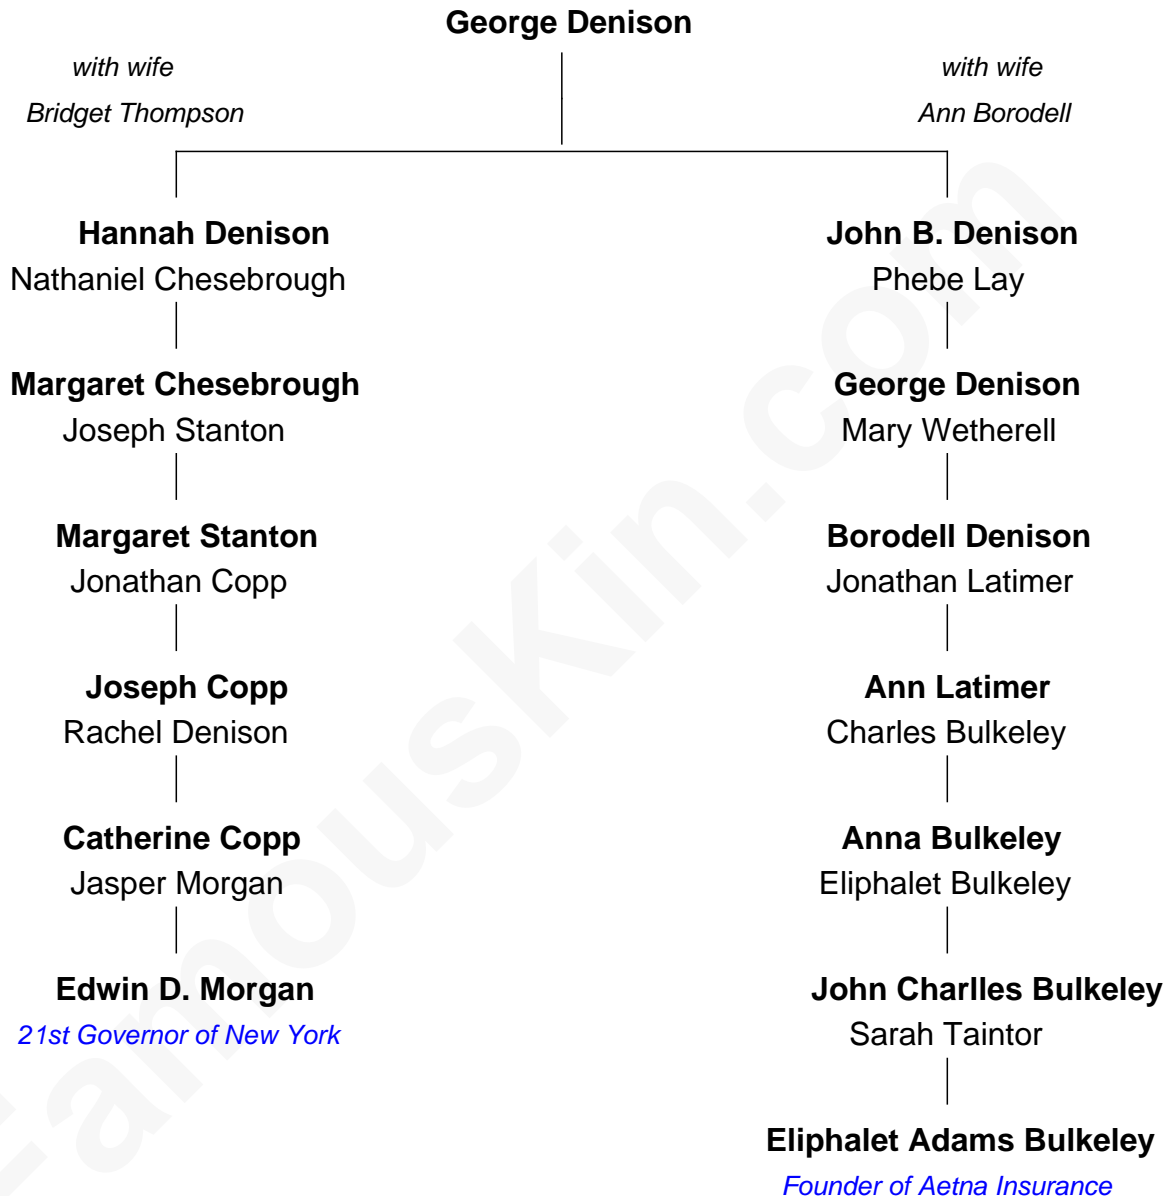 George Denison
with wife
Bridget Thompson
with wife
Ann Borodell
Hannah Denison
Nathaniel Chesebrough
John B. Denison
Phebe Lay
Margaret Chesebrough
Joseph Stanton
George Denison
Mary Wetherell
Margaret Stanton
Jonathan Copp
Borodell Denison
Jonathan Latimer
Joseph Copp
Rachel Denison
Ann Latimer
Charles Bulkeley
Catherine Copp
Jasper Morgan
Anna Bulkeley
Eliphalet Bulkeley
Edwin D. Morgan
21st Governor of New York
John Charlles Bulkeley
Sarah Taintor
Eliphalet Adams Bulkeley
Founder of Aetna Insurance
FamousKin.com